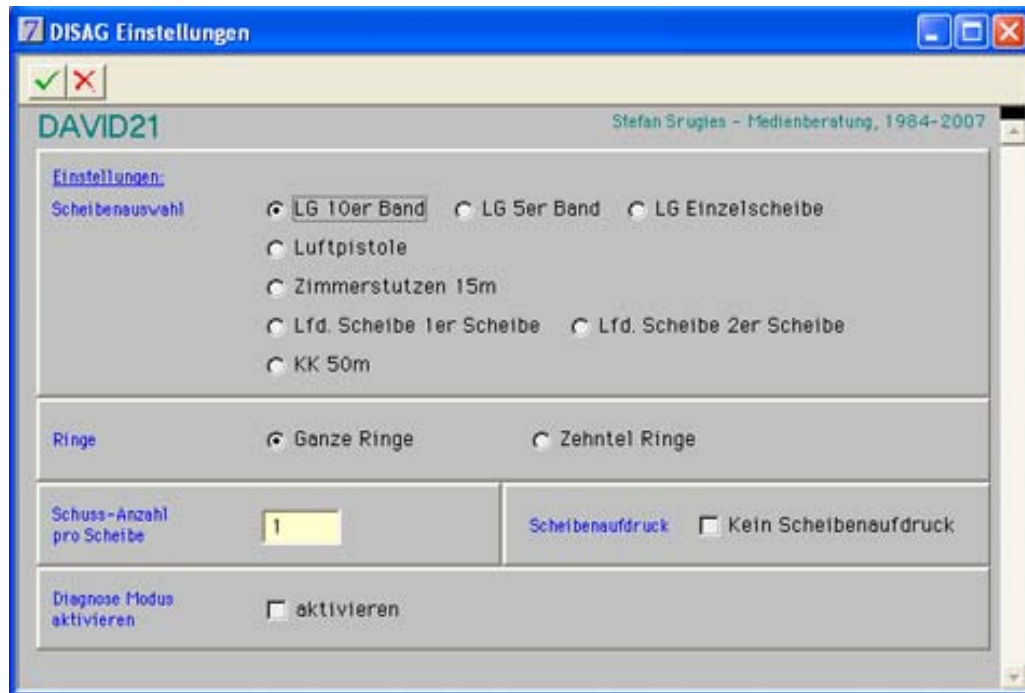 7 DISAG Einstellungen
DAVID21
Stefan Srugies - Medienberatung, 1984-2007
Einstellungen:
Scheibenauswahl
LG 10er Band LG 5er Band LG Einzelscheibe
Luftpistole
Zimmerstutzen 15m
Lfd. Scheibe 1er Scheibe Lfd. Scheibe 2er Scheibe
KK 50m
Ringe
Ganze Ringe Zehntel Ringe
Schuss-Anzahl
pro Scheibe
1
Scheibenaufdruck Kein Scheibenaufdruck
Diagnose Modus
aktivieren
aktivieren